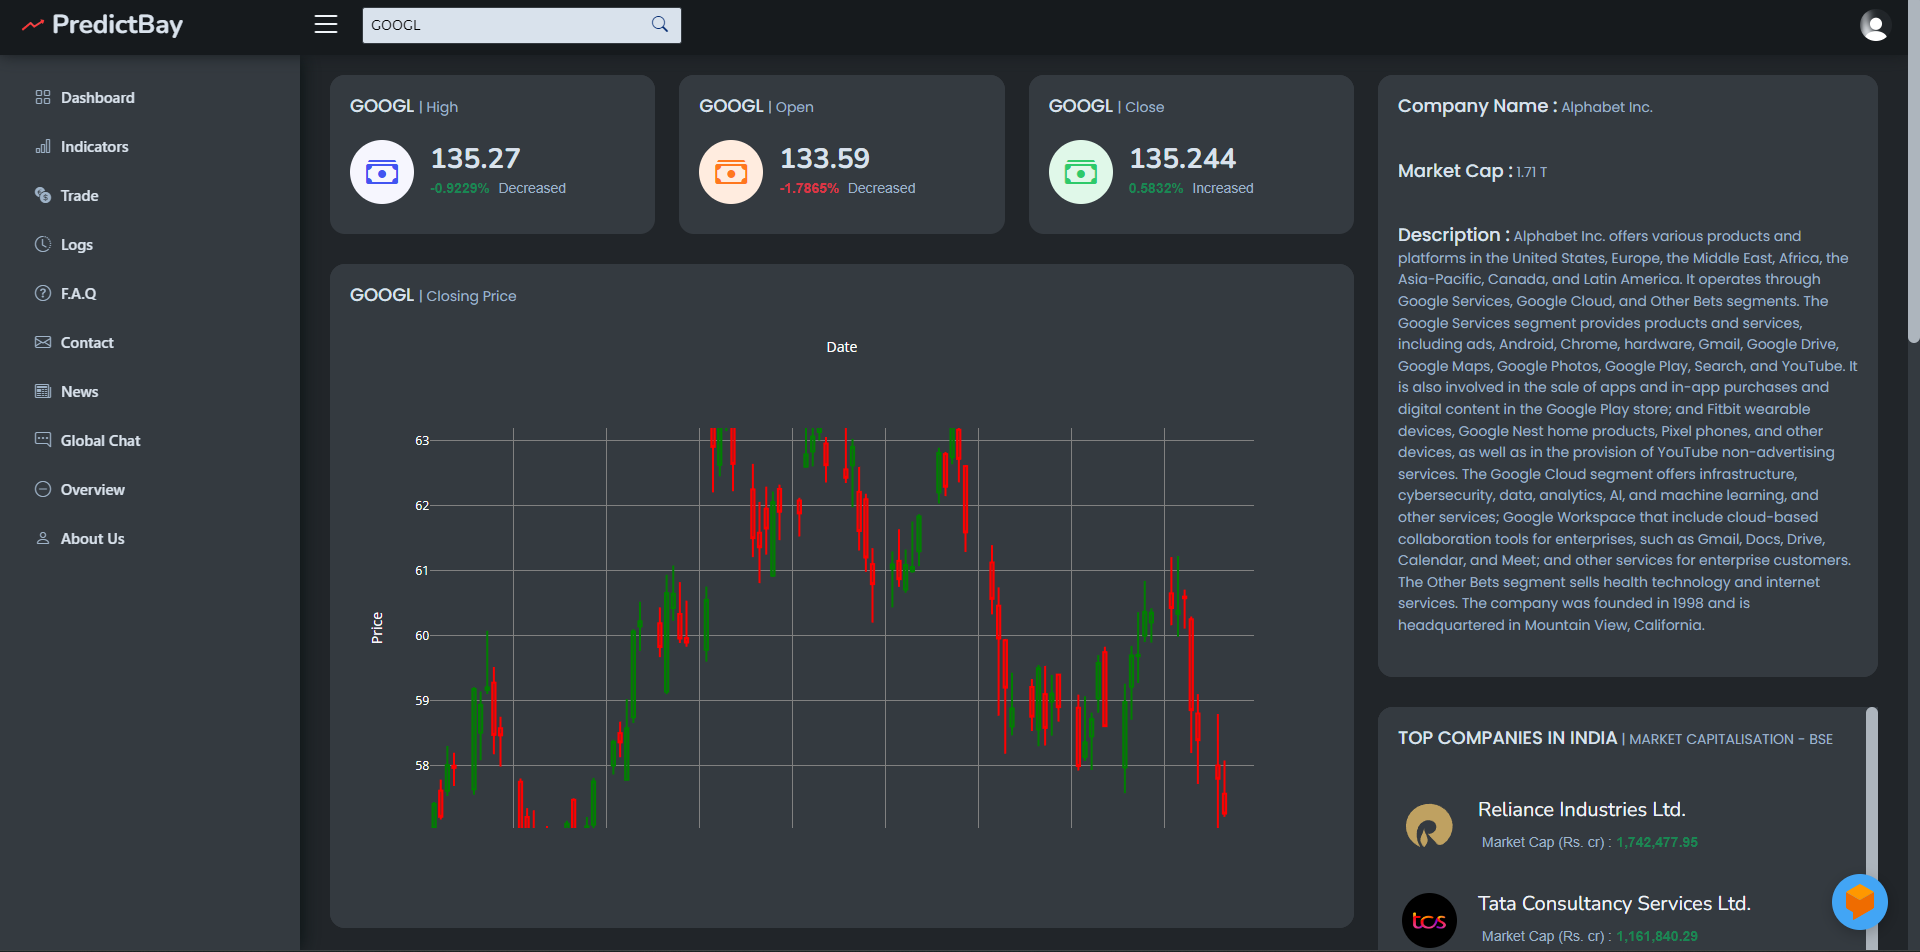 PredictBay
GOOGL
Dashboard
Indicators
Trade
Logs
F.A.Q
Contact
News
Global Chat
Overview
About Us
GOOGL | High
135.27
-0.9229% Decreased
GOOGL | Open
133.59
-1.7865% Decreased
GOOGL | Close
135.244
0.5832% Increased
GOOGL | Closing Price
Date
63
62
61
60
59
58
Price
Company Name : Alphabet Inc.
Market Cap : 1.71 T
Description : Alphabet Inc. offers various products and
platforms in the United States, Europe, the Middle East, Africa, the
Asia-Pacific, Canada, and Latin America. It operates through
Google Services, Google Cloud, and Other Bets segments. The
Google Services segment provides products and services,
including ads, Android, Chrome, hardware, Gmail, Google Drive,
Google Maps, Google Photos, Google Play, Search, and YouTube. It
is also involved in the sale of apps and in-app purchases and
digital content in the Google Play store; and Fitbit wearable
devices, Google Nest home products, Pixel phones, and other
devices, as well as in the provision of YouTube non-advertising
services. The Google Cloud segment offers infrastructure,
cybersecurity, data, analytics, AI, and machine learning, and
other services; Google Workspace that include cloud-based
collaboration tools for enterprises, such as Gmail, Docs, Drive,
Calendar, and Meet; and other services for enterprise customers.
The Other Bets segment sells health technology and internet
services. The company was founded in 1998 and is
headquartered in Mountain View, California.
TOP COMPANIES IN INDIA | MARKET CAPITALISATION - BSE
Reliance Industries Ltd.
Market Cap (Rs. cr) : 1,742,477.95
tcs
Tata Consultancy Services Ltd.
Market Cap (Rs. cr) : 1,161,840.29